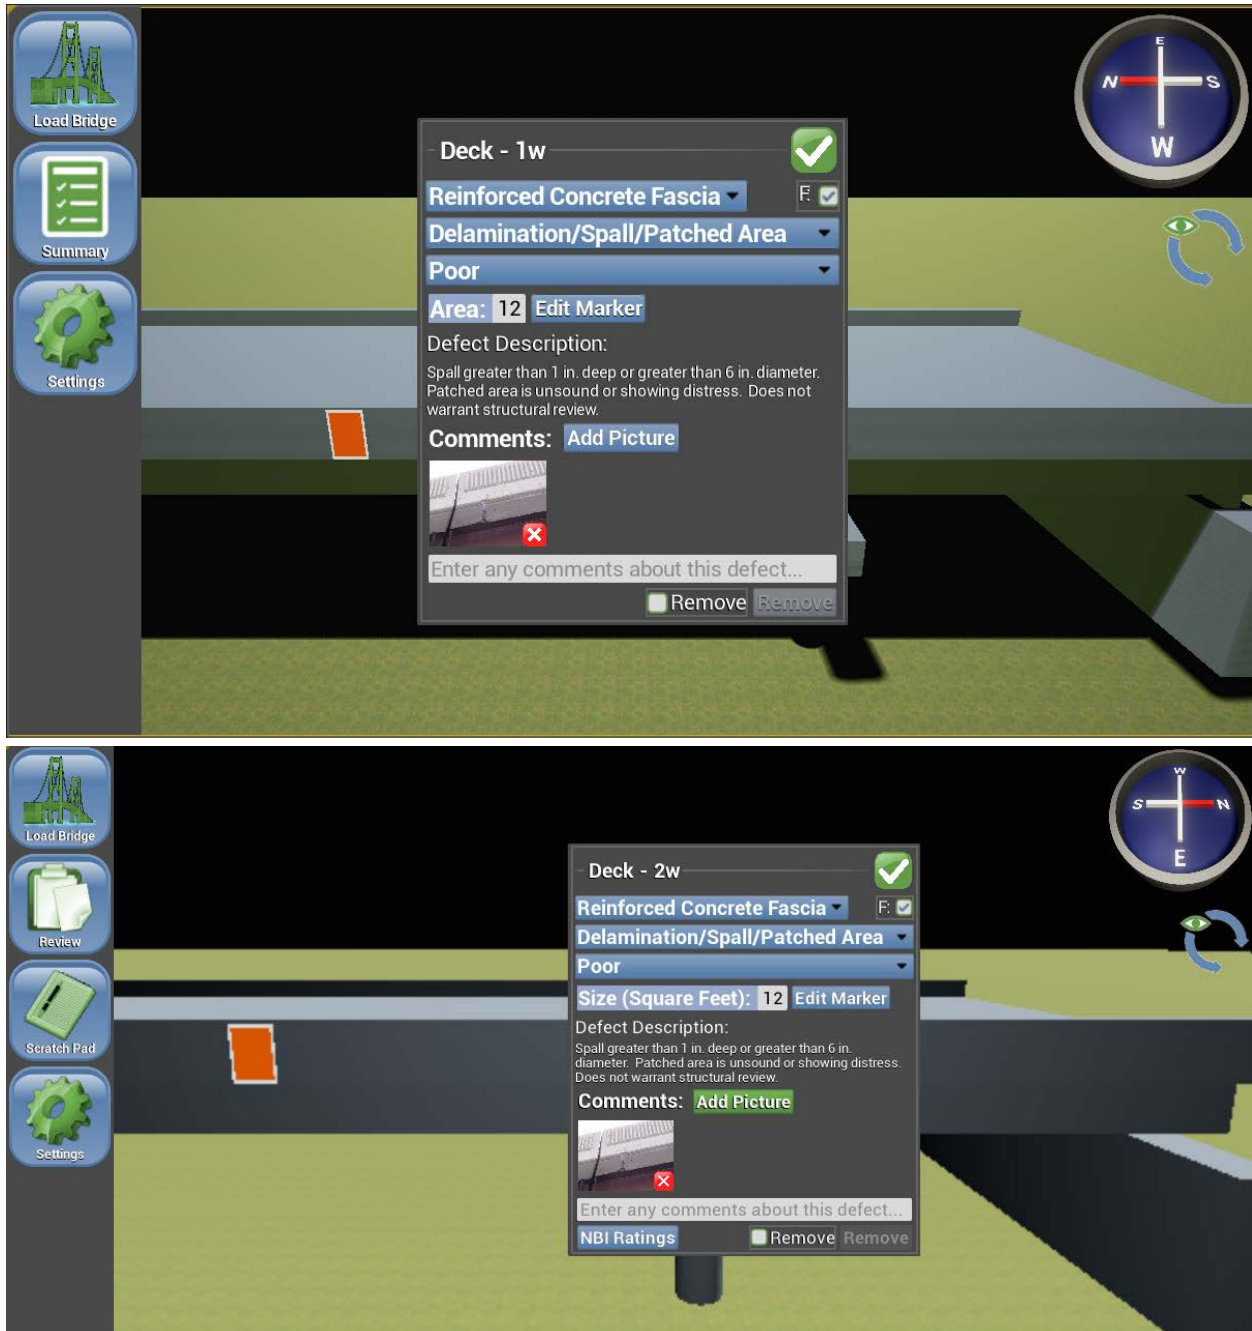 Load Bridge
Summary
Settings
E
N S
W
Deck - 1w
Reinforced Concrete Fascia F:
Delamination/Spall/Patched Area
Poor
Area: 12 Edit Marker
Defect Description:
Spall greater than 1 in. deep or greater than 6 in. diameter.
Patched area is unsound or showing distress. Does not
warrant structural review.
Comments: Add Picture
Enter any comments about this defect...
Remove Remove
Load Bridge
Review
Scratch Pad
Settings
W
S N
E
Deck - 2w
Reinforced Concrete Fascia F:
Delamination/Spall/Patched Area
Poor
Size (Square Feet): 12 Edit Marker
Defect Description:
Spall greater than 1 in. deep or greater than 6 in.
diameter. Patched area is unsound or showing distress.
Does not warrant structural review.
Comments: Add Picture
Enter any comments about this defect...
NBI Ratings Remove Remove